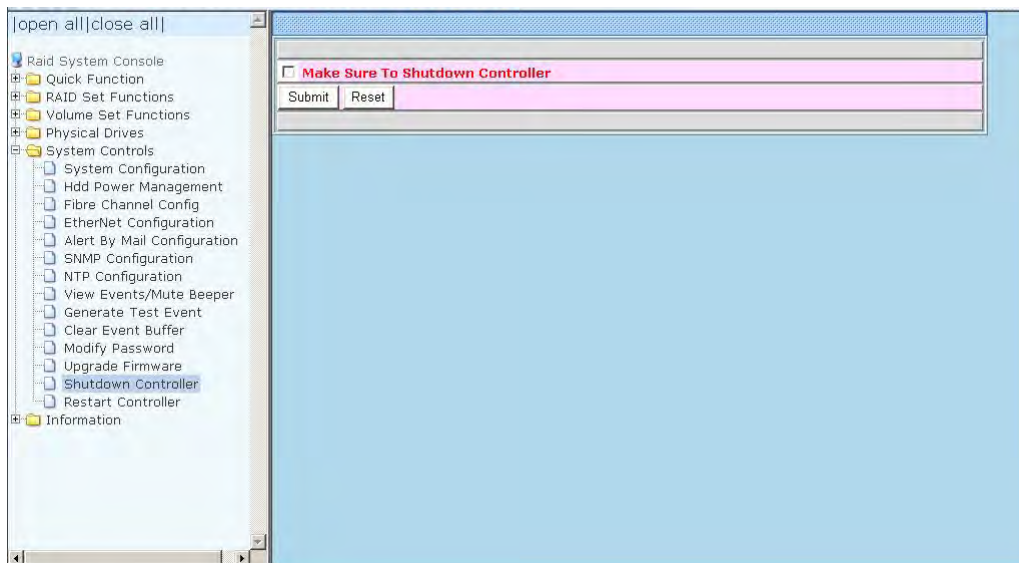 |open all|close all|
Raid System Console
Quick Function
RAID Set Functions
Volume Set Functions
Physical Drives
System Controls
System Configuration
Hdd Power Management
Fibre Channel Config
EtherNet Configuration
Alert By Mail Configuration
SNMP Configuration
NTP Configuration
View Events/Mute Beeper
Generate Test Event
Clear Event Buffer
Modify Password
Upgrade Firmware
Shutdown Controller
Restart Controller
Information
Make Sure To Shutdown Controller
Submit Reset